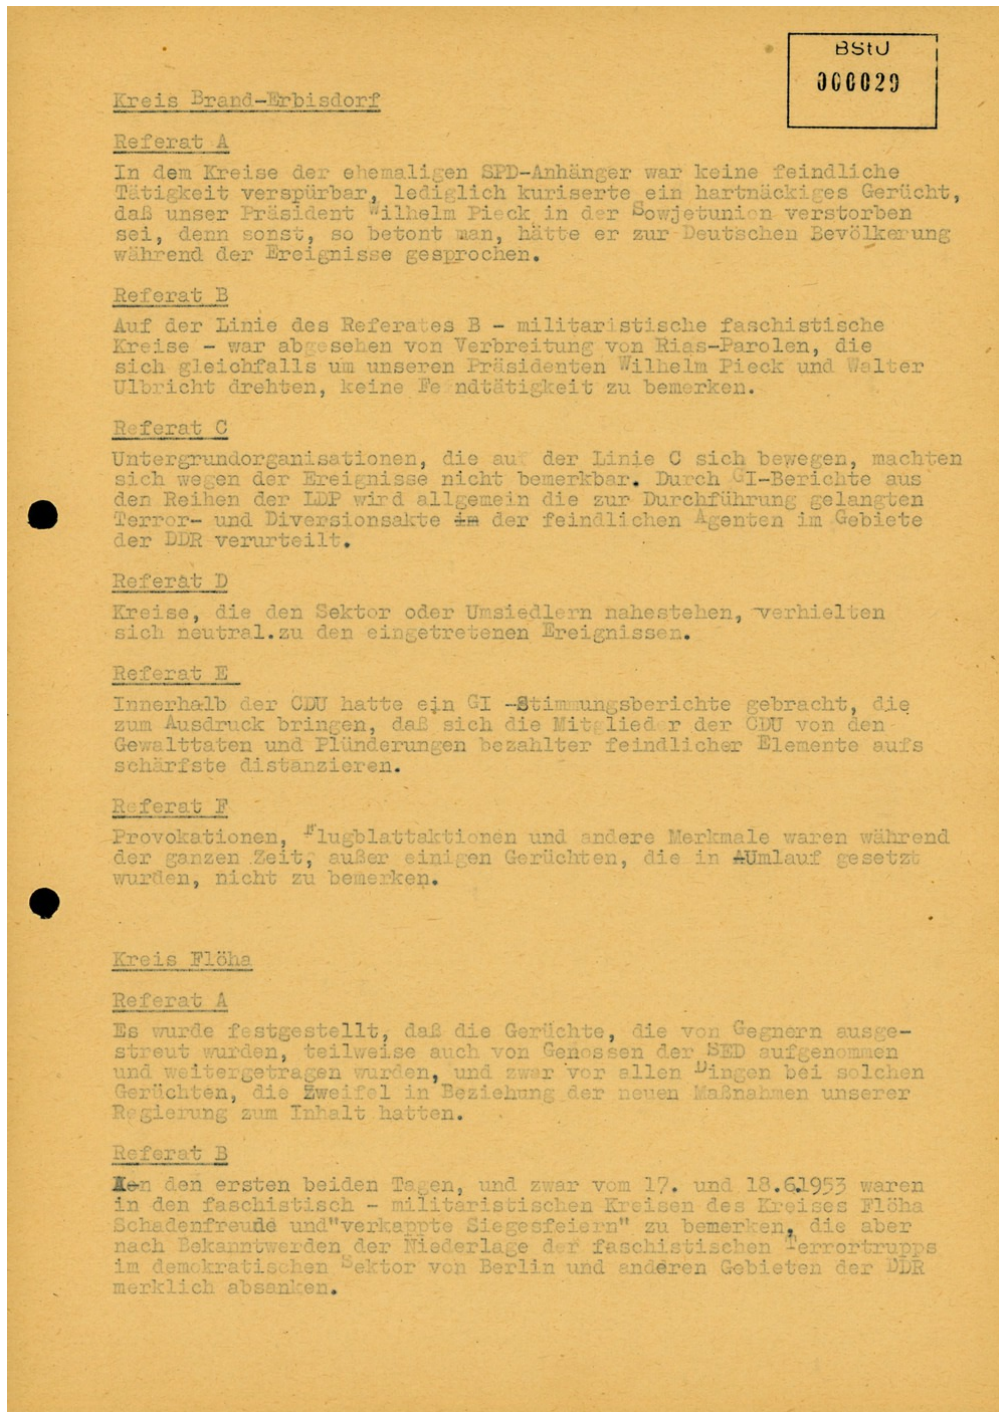 BStU
000029
Kreis Brand-Erbisdorf
Referat A
In dem Kreise der ehemaligen SPD-Anhänger war keine feindliche
Tätigkeit verspürbar, lediglich kuriserte ein hartnäckiges Gerücht,
daß unser Präsident Wilhelm Pieck in der Sowjetunion verstorben
sei, denn sonst, so betont man, hätte er zur Deutschen Bevölkerung
während der Ereignisse gesprochen.
Referat B
Auf der Linie des Referates B - militaristische faschistische
Kreise - war abgesehen von Verbreitung von Rias-Parolen, die
sich gleichfalls um unseren Präsidenten Wilhelm Pieck und Walter
Ulbricht drehten, keine Feindtätigkeit zu bemerken.
Referat C
Untergrundorganisationen, die auf der Linie C sich bewegen, machten
sich wegen der Ereignisse nicht bemerkbar. Durch GI-Berichte aus
den Reihen der LDP wird allgemein die zur Durchführung gelangten
Terror- und Diversionsakte im der feindlichen Agenten im Gebiete
der DDR verurteilt.
Referat D
Kreise, die den Sektor oder Umsiedlern nahestehen, verhielten
sich neutral.zu den eingetretenen Ereignissen.
Referat E
Innerhalb der CDU hatte ein GI -Stimmungsberichte gebracht, die
zum Ausdruck bringen, daß sich die Mitglieder der CDU von den
Gewalttaten und Plünderungen bezahlter feindlicher Elemente aufs
schärfste distanzieren.
Referat F
Provokationen, Flugblattaktionen und andere Merkmale waren während
der ganzen Zeit, außer einigen Gerüchten, die in AUmlauf gesetzt
wurden, nicht zu bemerken.
Kreis Flöha
Referat A
Es wurde festgestellt, daß die Gerüchte, die von Gegnern ausge-
streut wurden, teilweise auch von Genossen der SED aufgenommen
und weitergetragen wurden, und zwar vor allen Dingen bei solchen
Gerüchten, die Zweifel in Beziehung der neuen Maßnahmen unserer
Regierung zum Inhalt hatten.
Referat B
In den ersten beiden Tagen, und zwar vom 17. und 18.6.1953 waren
in den faschistisch - militaristischen Kreisen des Kreises Flöha
Schadenfreude und"verkappte Siegesfeiern" zu bemerken, die aber
nach Bekanntwerden der Niederlage der faschistischen Terrortrupps
im demokratischen Sektor von Berlin und anderen Gebieten der DDR
merklich absanken.